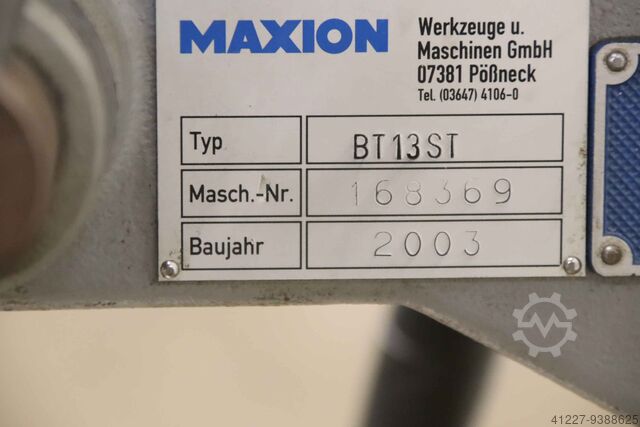 MAXION
Werkzeuge u.
Maschinen GmbH
07381 Pößneck
Tel. (03647) 4106-0
Typ BT13ST
Masch.-Nr. 168369
Baujahr 2003
41227-9388625